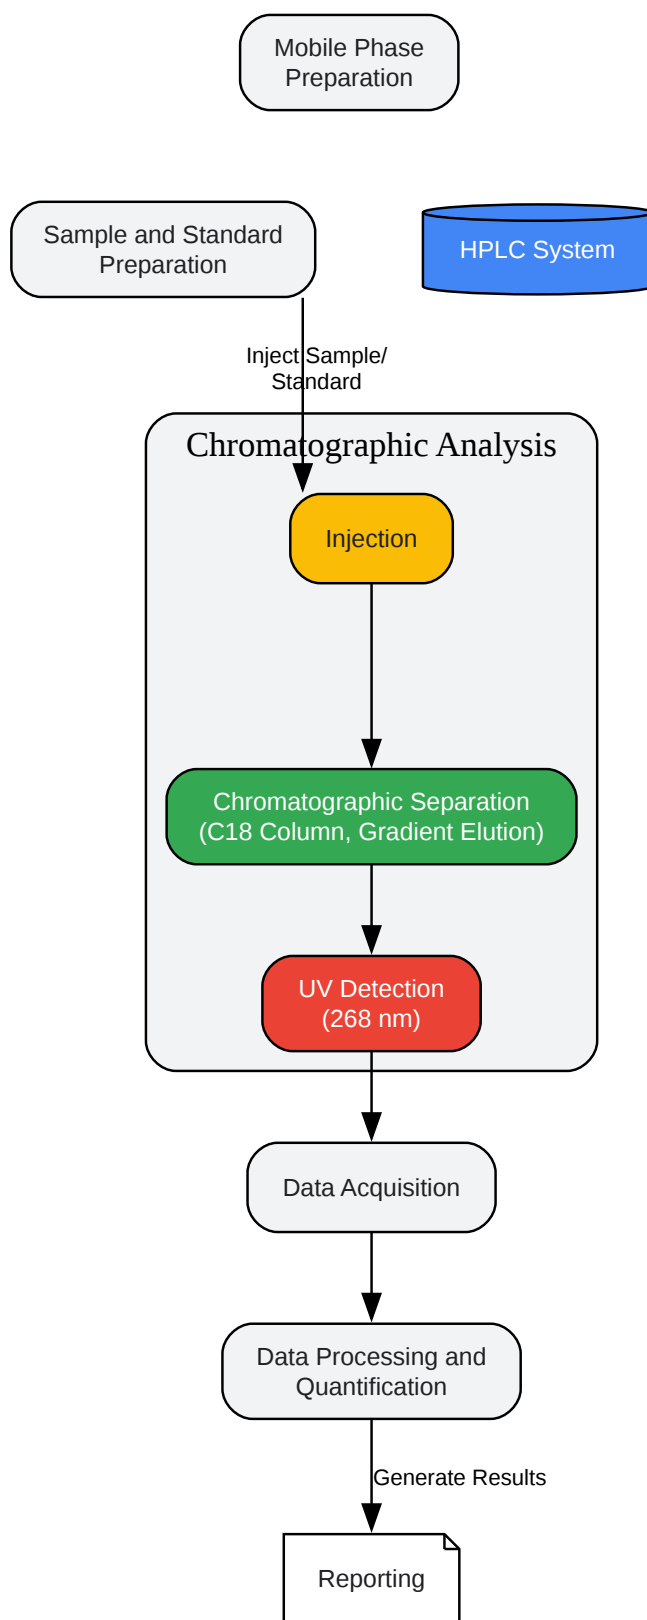 Mobile Phase
Preparation
Sample and Standard
Preparation
HPLC System
Inject Sample/
Standard
Chromatographic Analysis
Injection
Chromatographic Separation
(C18 Column, Gradient Elution)
UV Detection
(268 nm)
Data Acquisition
Data Processing and
Quantification
Generate Results
Reporting